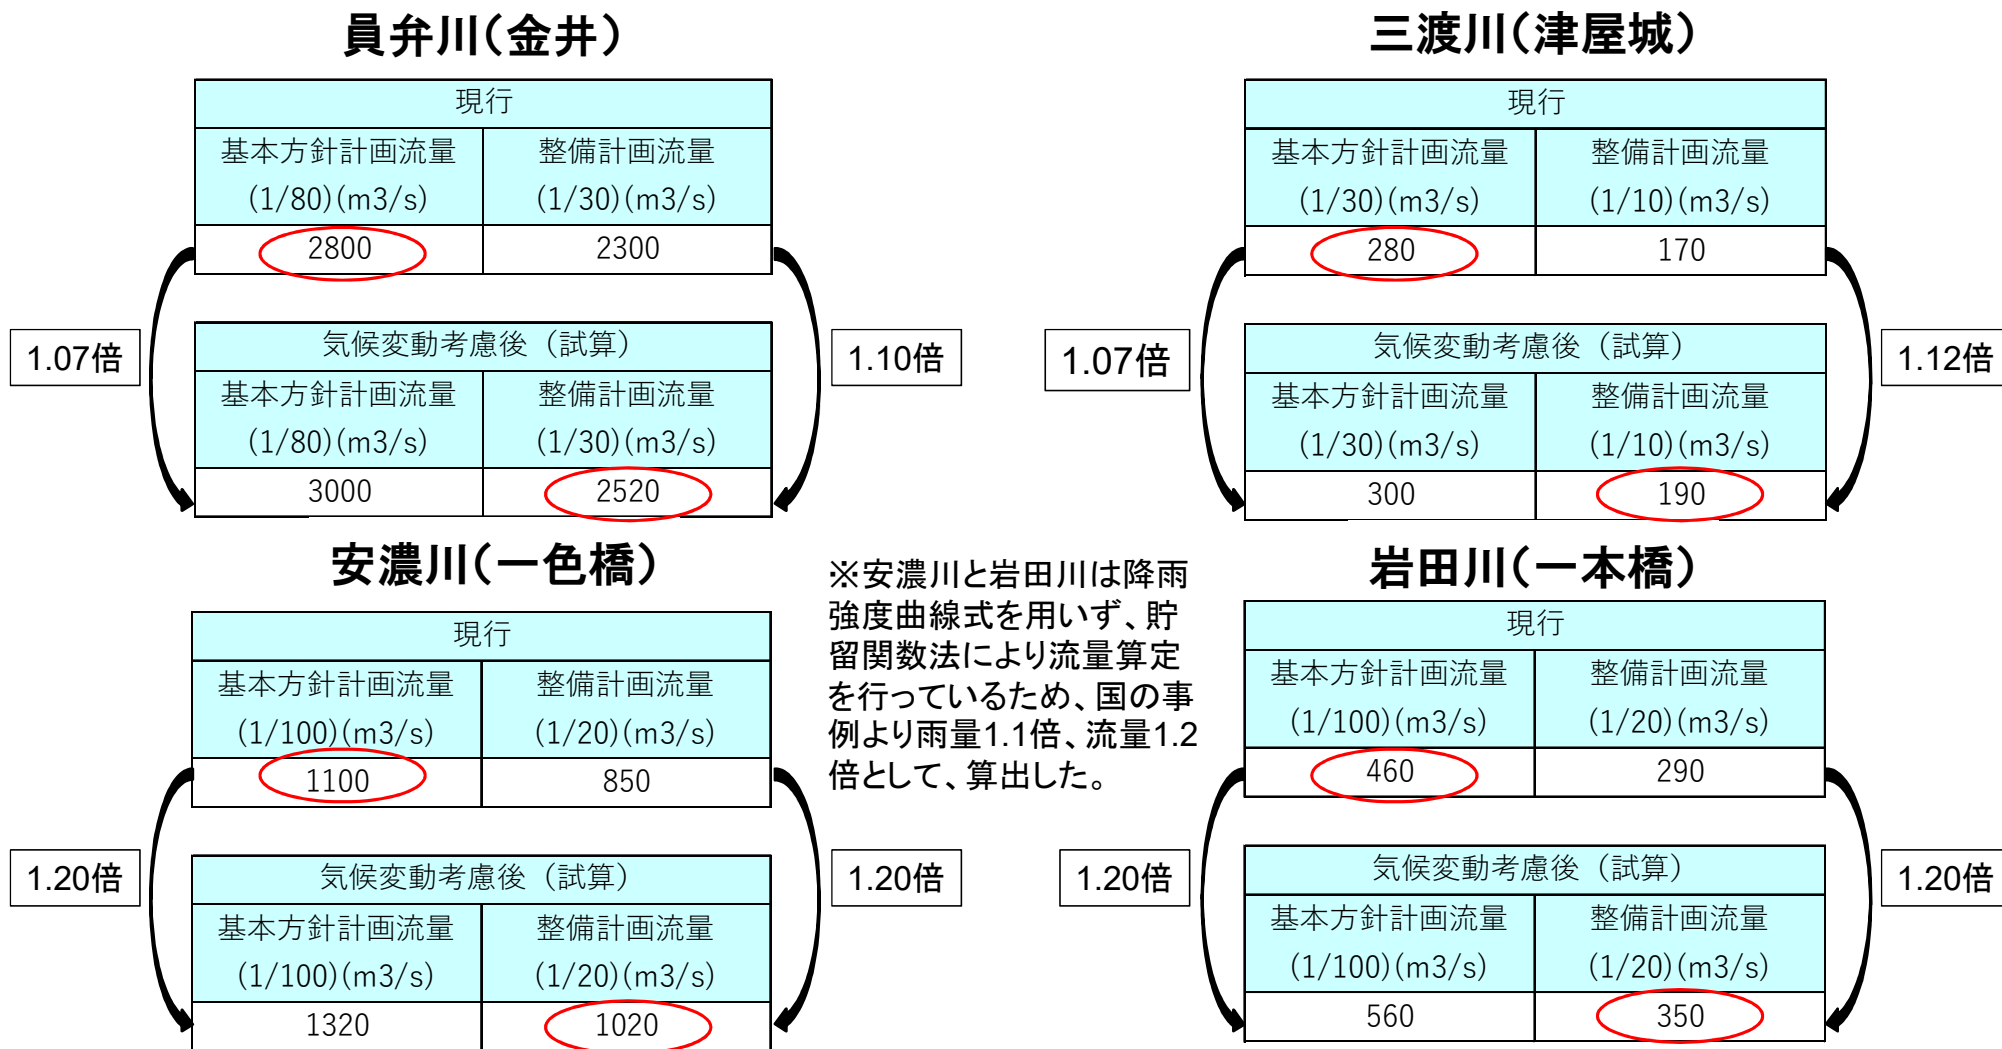 員弁川(金井)
現行
基本方針計画流量 整備計画流量
(1/80)(m3/s) (1/30)(m3/s)
2800 2300
1.07倍
1.10倍
気候変動考慮後（試算）
基本方針計画流量 整備計画流量
(1/80)(m3/s) (1/30)(m3/s)
3000 2520
三渡川(津屋城)
現行
基本方針計画流量 整備計画流量
(1/30)(m3/s) (1/10)(m3/s)
280 170
1.07倍
1.12倍
気候変動考慮後（試算）
基本方針計画流量 整備計画流量
(1/30)(m3/s) (1/10)(m3/s)
300 190
安濃川(一色橋)
現行
基本方針計画流量 整備計画流量
(1/100)(m3/s) (1/20)(m3/s)
1100 850
1.20倍
1.20倍
気候変動考慮後（試算）
基本方針計画流量 整備計画流量
(1/100)(m3/s) (1/20)(m3/s)
1320 1020
※安濃川と岩田川は降雨
強度曲線式を用いず、貯
留関数法により流量算定
を行っているため、国の事
例より雨量1.1倍、流量1.2
倍として、算出した。
岩田川(一本橋)
現行
基本方針計画流量 整備計画流量
(1/100)(m3/s) (1/20)(m3/s)
460 290
1.20倍
1.20倍
気候変動考慮後（試算）
基本方針計画流量 整備計画流量
(1/100)(m3/s) (1/20)(m3/s)
560 350